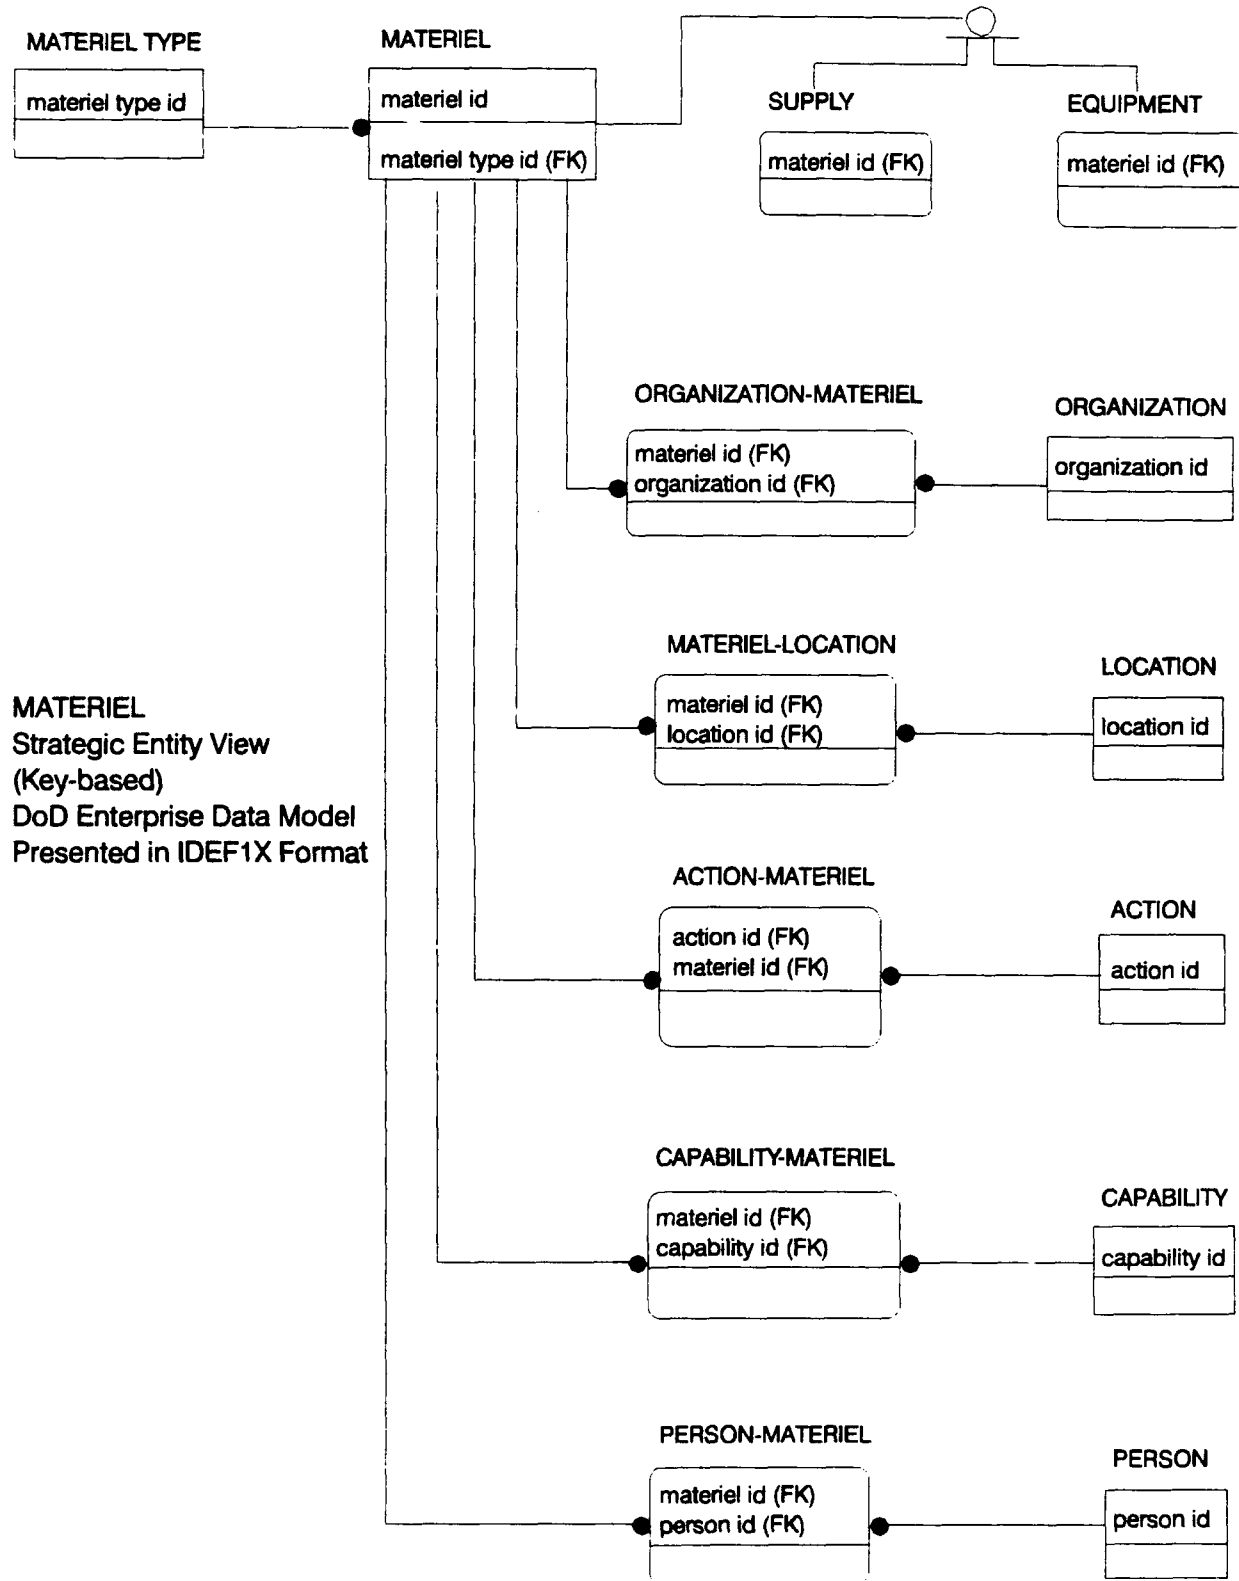 MATERIEL TYPE
materiel type id
MATERIEL
materiel id
materiel type id (FK)
SUPPLY
materiel id (FK)
EQUIPMENT
materiel id (FK)
ORGANIZATION-MATERIEL
materiel id (FK)
organization id (FK)
ORGANIZATION
organization id
MATERIEL-LOCATION
materiel id (FK)
location id (FK)
LOCATION
location id
MATERIEL
Strategic Entity View
(Key-based)
DoD Enterprise Data Model
Presented in IDEF1X Format
ACTION-MATERIEL
action id (FK)
materiel id (FK)
ACTION
action id
CAPABILITY-MATERIEL
materiel id (FK)
capability id (FK)
CAPABILITY
capability id
PERSON-MATERIEL
materiel id (FK)
person id (FK)
PERSON
person id